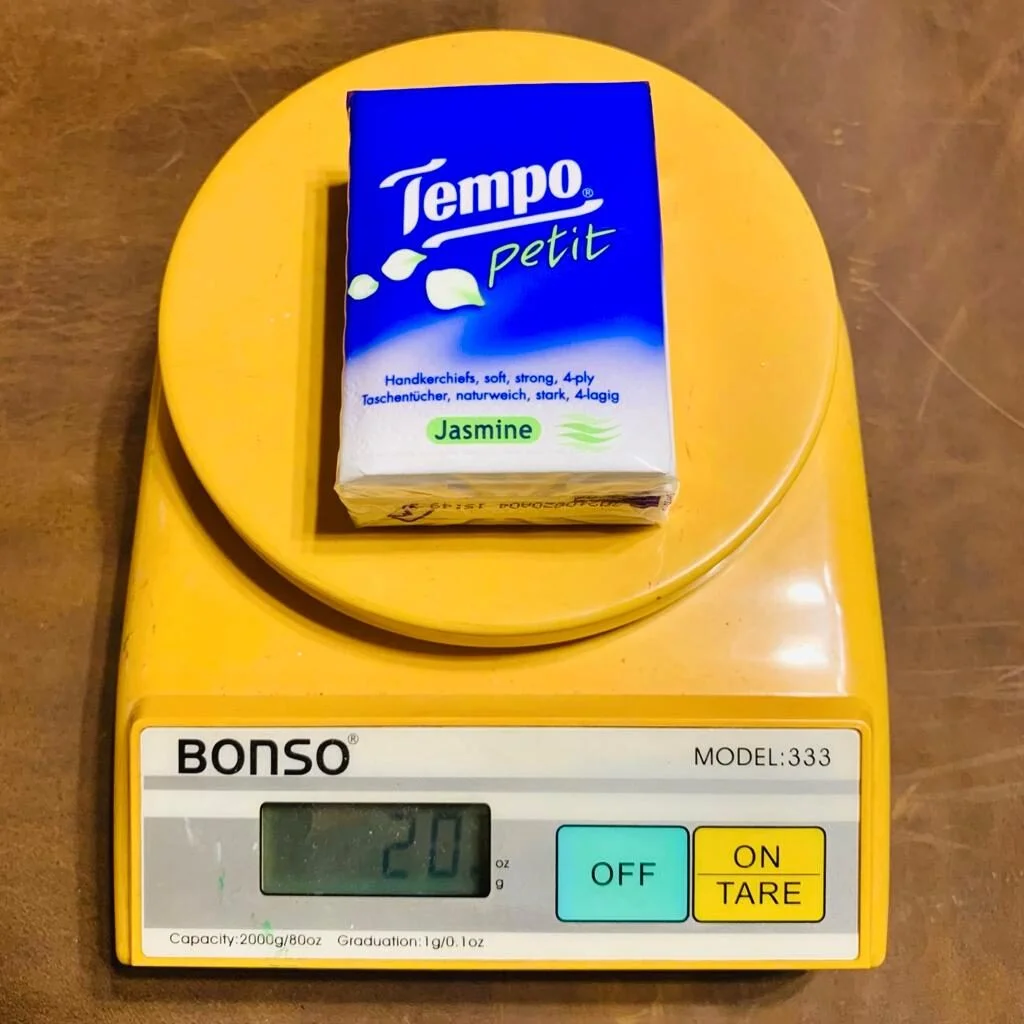 Tempo®
petit
Handkerchiefs, soft, strong, 4-ply
Taschentücher, naturweich, stark, 4-lagig
Jasmine
BONSO®
MODEL:333
20
oz
g
OFF
ON
TARE
Capacity:2000g/80oz Graduation:1g/0.1oz